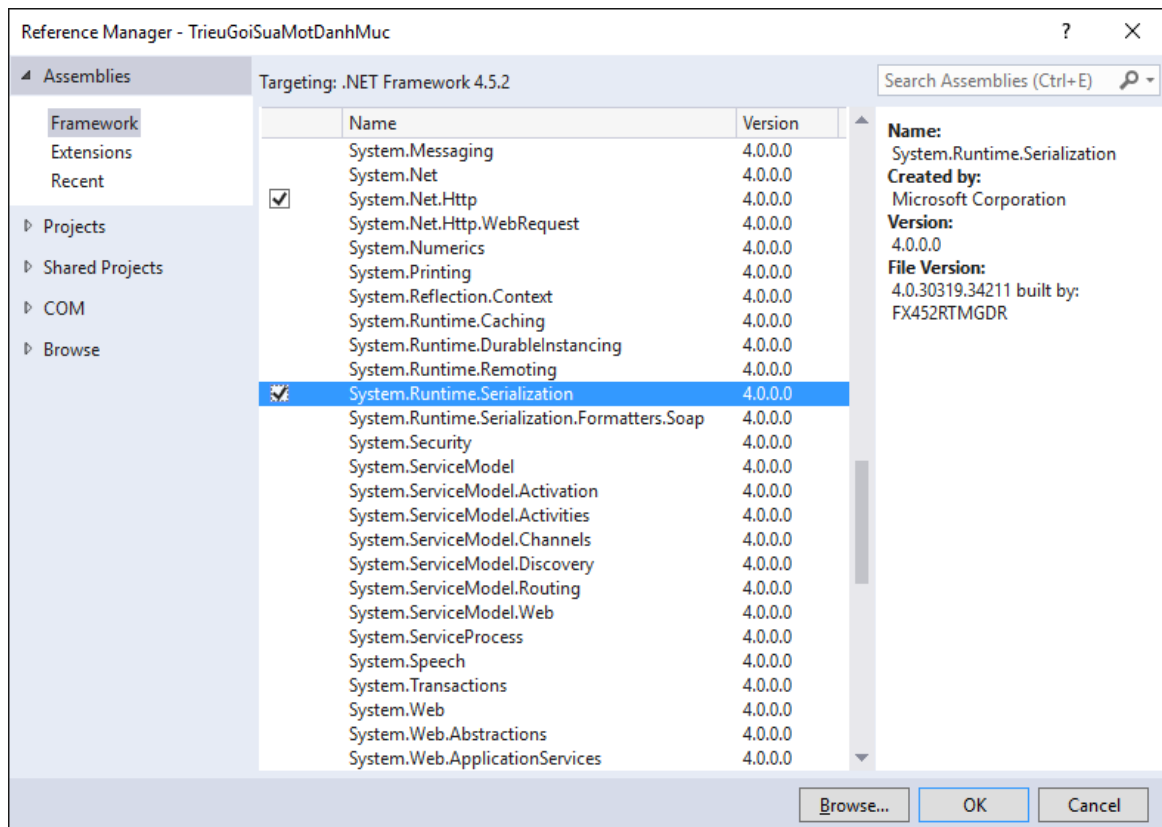 Reference Manager - TrieuGoiSuaMotDanhMuc
?
Assemblies
Framework
Extensions
Recent
Projects
Shared Projects
COM
Browse
Targeting: .NET Framework 4.5.2
Search Assemblies (Ctrl+E)
Name Version
System.Messaging 4.0.0.0
System.Net 4.0.0.0
System.Net.Http 4.0.0.0
System.Net.Http.WebRequest 4.0.0.0
System.Numerics 4.0.0.0
System.Printing 4.0.0.0
System.Reflection.Context 4.0.0.0
System.Runtime.Caching 4.0.0.0
System.Runtime.DurableInstancing 4.0.0.0
System.Runtime.Remoting 4.0.0.0
System.Runtime.Serialization 4.0.0.0
System.Runtime.Serialization.Formatters.Soap 4.0.0.0
System.Security 4.0.0.0
System.ServiceModel 4.0.0.0
System.ServiceModel.Activation 4.0.0.0
System.ServiceModel.Activities 4.0.0.0
System.ServiceModel.Channels 4.0.0.0
System.ServiceModel.Discovery 4.0.0.0
System.ServiceModel.Routing 4.0.0.0
System.ServiceModel.Web 4.0.0.0
System.ServiceProcess 4.0.0.0
System.Speech 4.0.0.0
System.Transactions 4.0.0.0
System.Web 4.0.0.0
System.Web.Abstractions 4.0.0.0
System.Web.ApplicationServices 4.0.0.0
Name:
System.Runtime.Serialization
Created by:
Microsoft Corporation
Version:
4.0.0.0
File Version:
4.0.30319.34211 built by:
FX452RTMGDR
Browse... OK Cancel